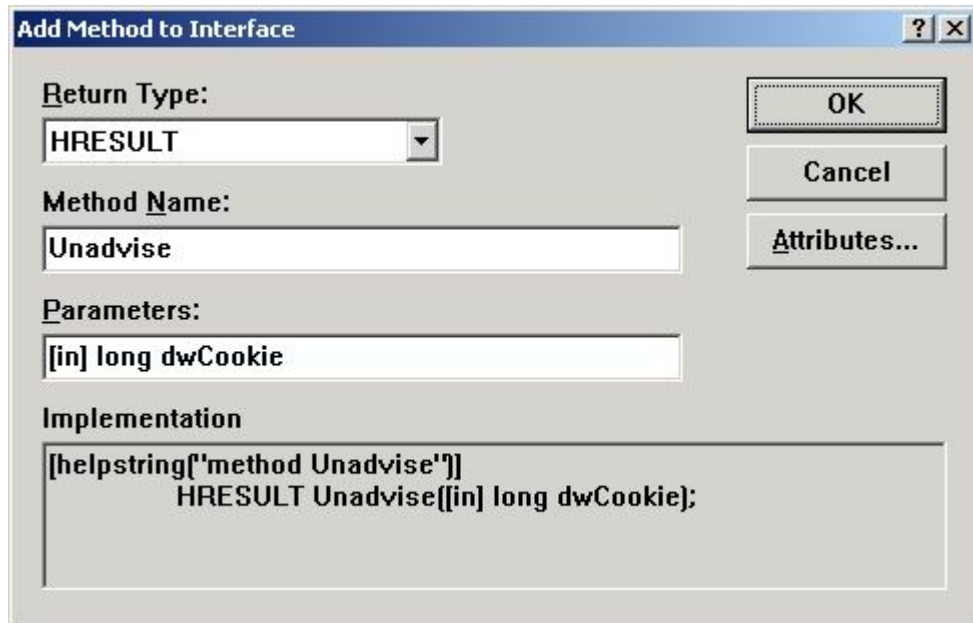 Add Method to Interface
Return Type:
OK
HRESULT
Cancel
Method Name:
Unadvise
Attributes...
Parameters:
[in] long dwCookie
Implementation
[helpstring("method Unadvise")]
HRESULT Unadvise([in] long dwCookie);